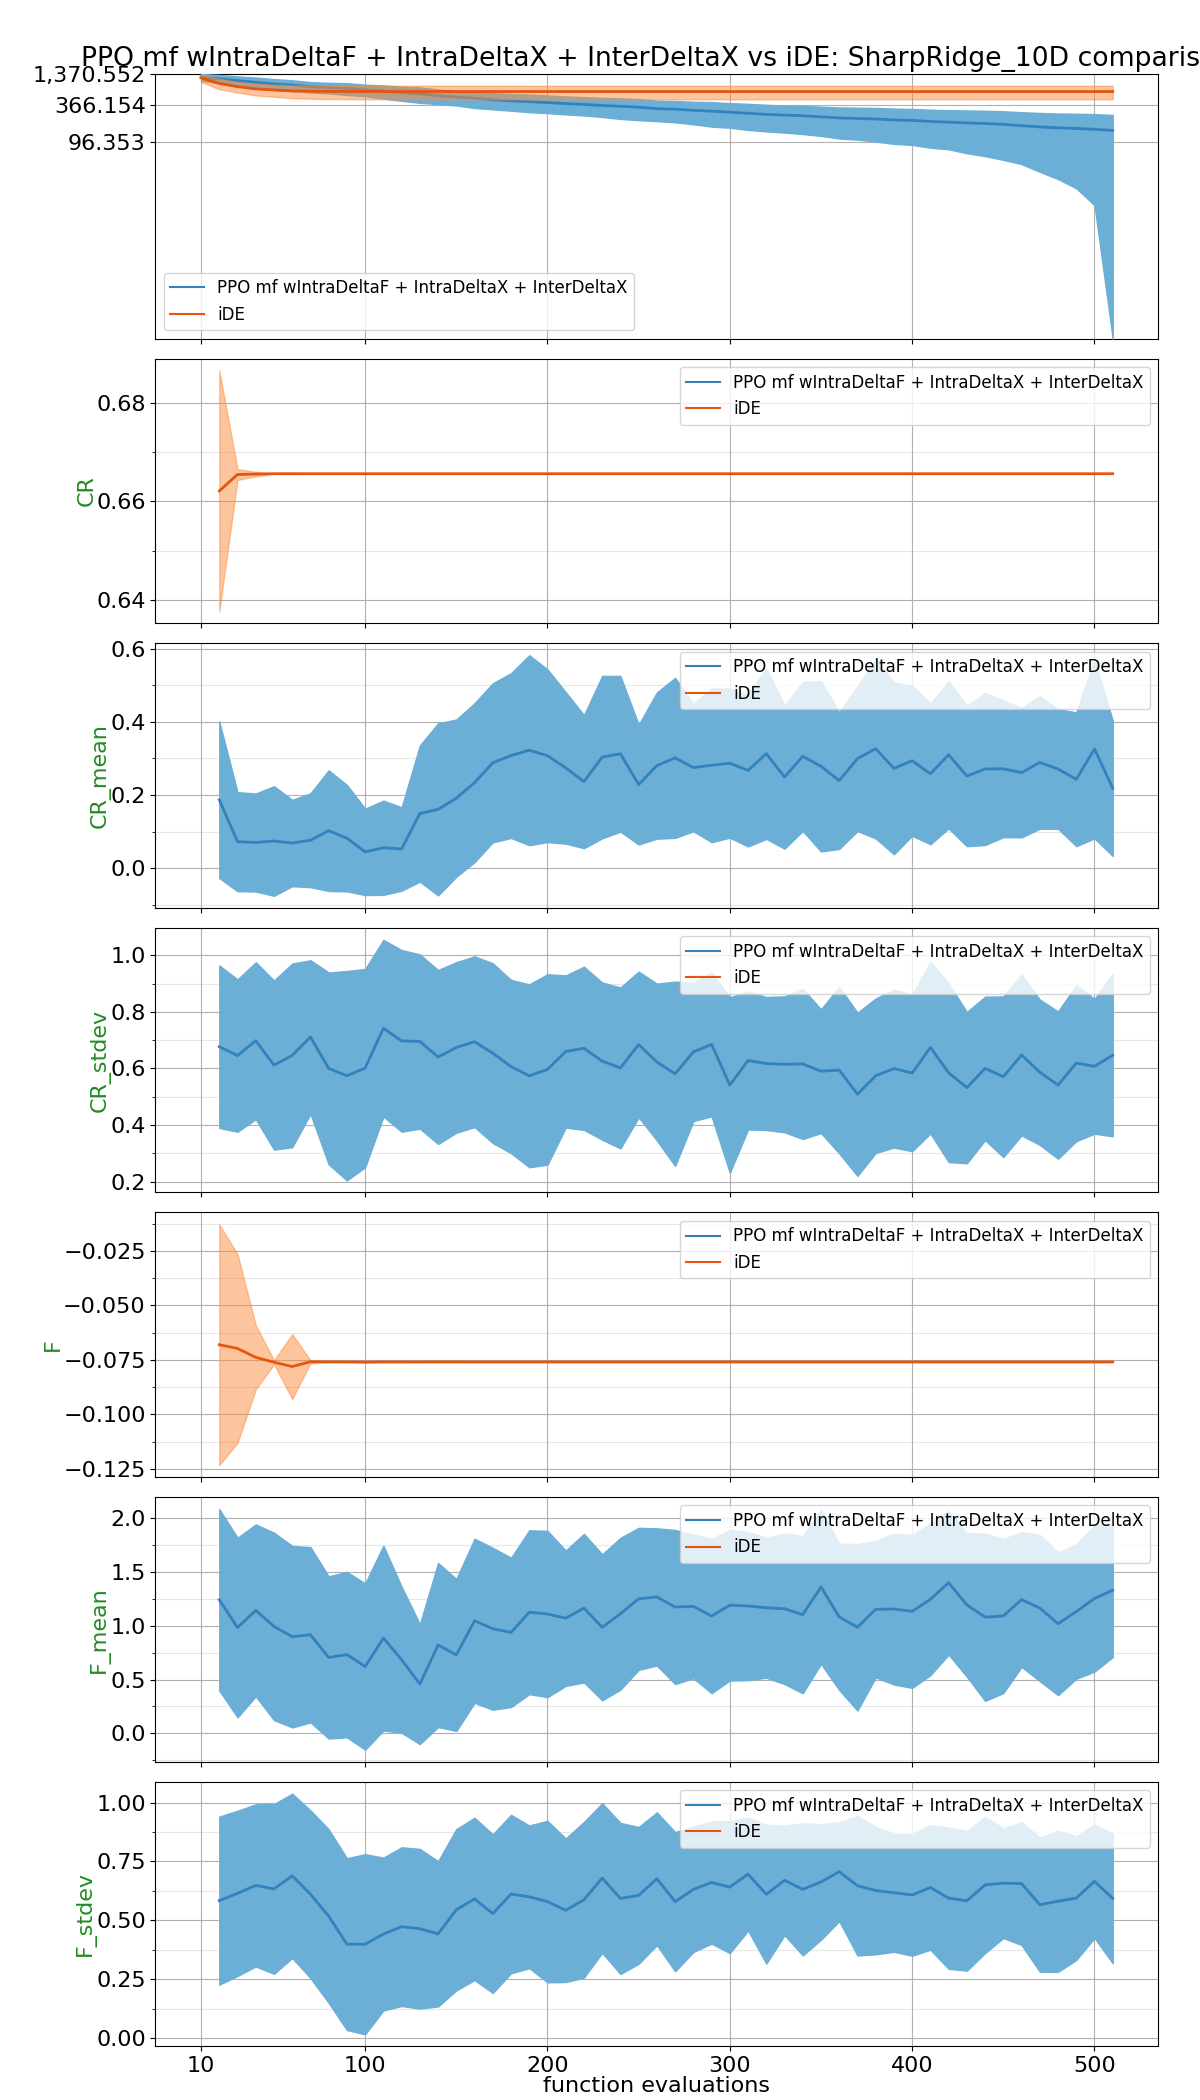 PPO mf wIntraDeltaF + IntraDeltaX + InterDeltaX vs iDE: SharpRidge_10D comparis
1,370.552
366.154
96.353
PPO mf wIntraDeltaF + IntraDeltaX + InterDeltaX
iDE
CR
0.68
0.66
0.64
PPO mf wIntraDeltaF + IntraDeltaX + InterDeltaX
iDE
CR_mean
0.6
0.4
0.2
0.0
PPO mf wIntraDeltaF + IntraDeltaX + InterDeltaX
iDE
CR_stdev
1.0
0.8
0.6
0.4
0.2
PPO mf wIntraDeltaF + IntraDeltaX + InterDeltaX
iDE
F
−0.025
−0.050
−0.075
−0.100
−0.125
PPO mf wIntraDeltaF + IntraDeltaX + InterDeltaX
iDE
F_mean
2.0
1.5
1.0
0.5
0.0
PPO mf wIntraDeltaF + IntraDeltaX + InterDeltaX
iDE
F_stdev
1.00
0.75
0.50
0.25
0.00
PPO mf wIntraDeltaF + IntraDeltaX + InterDeltaX
iDE
10 100 200 300 400 500
function evaluations